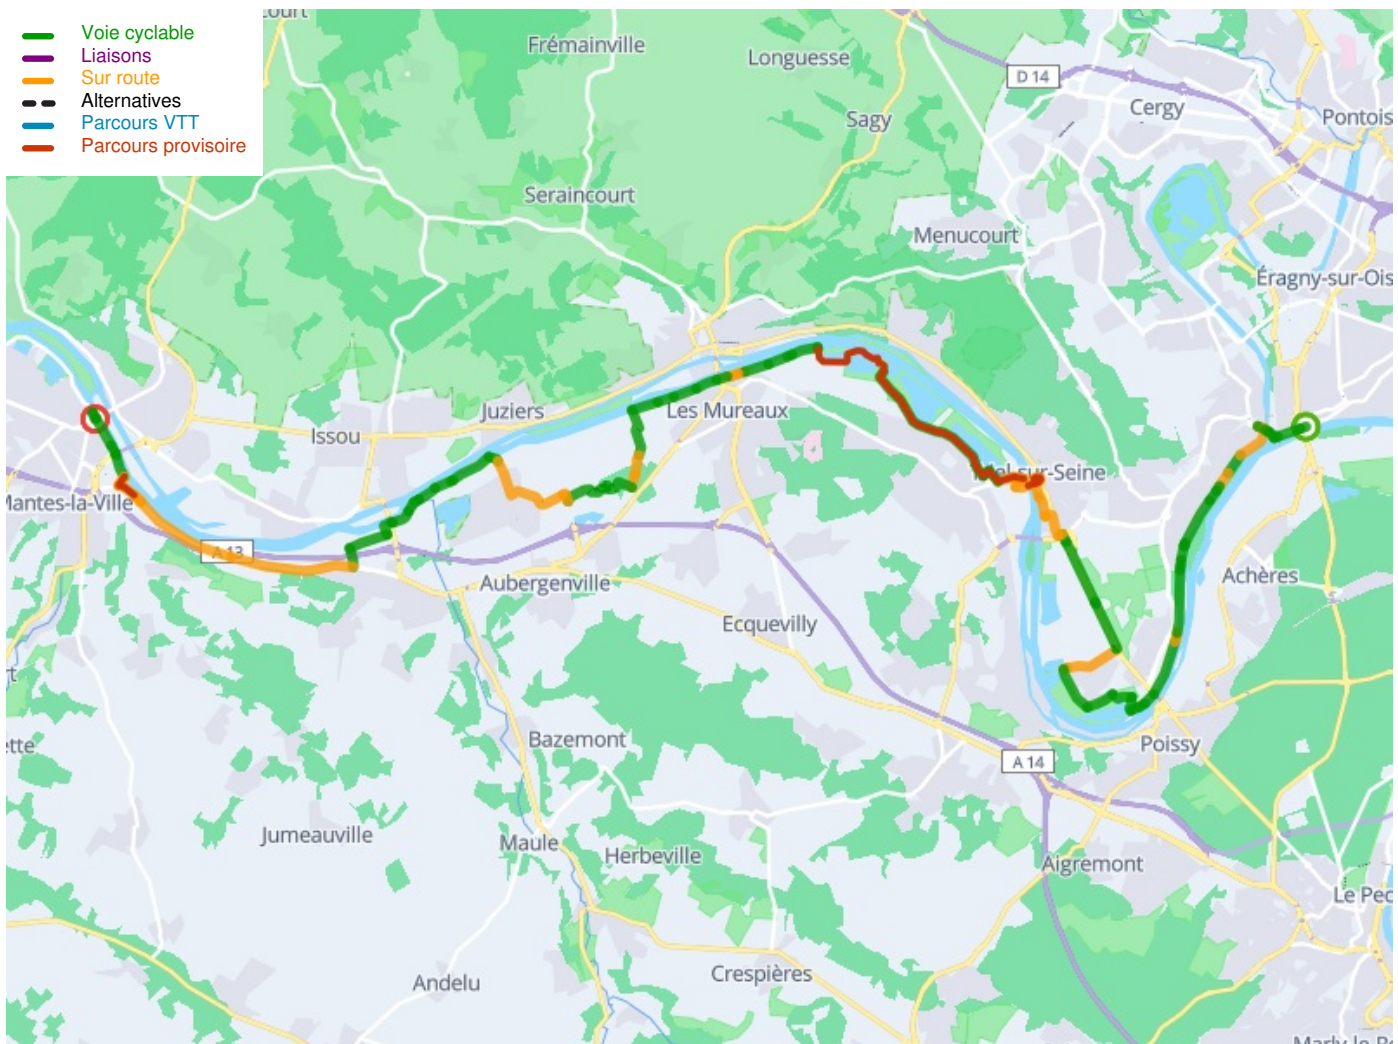 Voie cyclable
Liaisons
Sur route
Alternatives
Parcours VTT
Parcours provisoire
Frémainville
Longuesse
D 14
Cergy
Pontois
Sagy
Seraincourt
Menucourt
Éragny-sur-Ois
Juziers
Les Mureaux
Issou
Mantes-la-Ville
A 13
Aubergenville
Achères
Ecquevilly
Bazemont
Poissy
A 14
Jumeauville
Maule
Herbeville
Aigremont
Le Pec
Andelu
Crespières